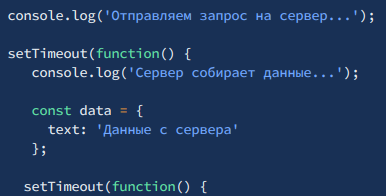 console.log('Отправляем запрос на сервер...');
setTimeout(function() {
console.log('Сервер собирает данные...');
const data = {
text: 'Данные с сервера'
};
setTimeout(function() {